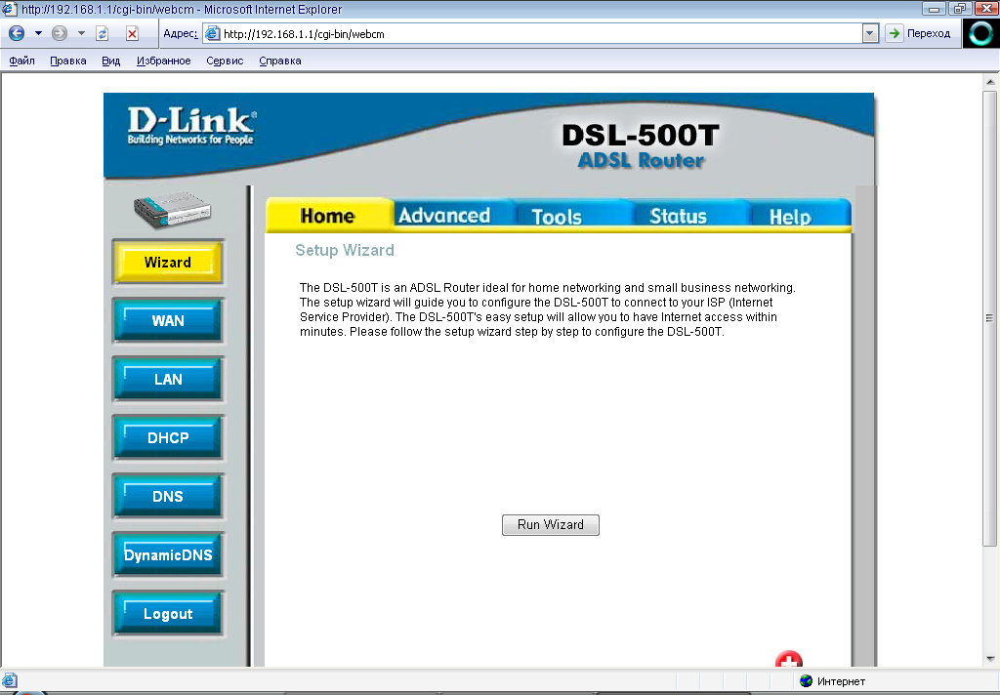 http://192.168.1.1/cgi-bin/webcm - Microsoft Internet Explorer
Адрес: http://192.168.1.1/cgi-bin/webcm Переход
Файл Правка Вид Избранное Сервис Справка
D-Link®
Building Networks for People
DSL-500T
ADSL Router
Home Advanced Tools Status Help
Wizard
WAN
LAN
DHCP
DNS
DynamicDNS
Logout
Setup Wizard
The DSL-500T is an ADSL Router ideal for home networking and small business networking.
The setup wizard will guide you to configure the DSL-500T to connect to your ISP (Internet
Service Provider). The DSL-500T's easy setup will allow you to have Internet access within
minutes. Please follow the setup wizard step by step to configure the DSL-500T.
Run Wizard
Интернет